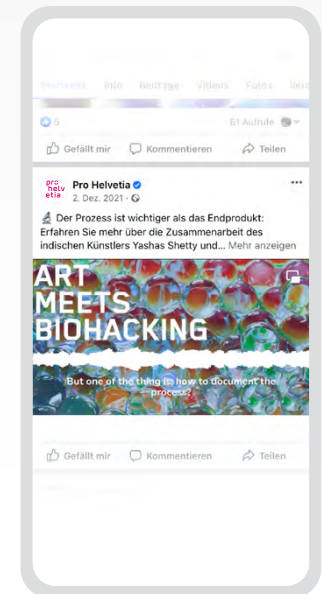 Startseite Info Beiträge Videos Fotos
5
61 Aufrufe
Gefällt mir Kommentieren Teilen
pro
helv
etia
Pro Helvetia
2. Dez. 2021 ·
Der Prozess ist wichtiger als das Endprodukt:
Erfahren Sie mehr über die Zusammenarbeit des
indischen Künstlers Yashas Shetty und... Mehr anzeigen
ART
MEETS
BIOHACKING
But one of the thing is how to document the
process?
Gefällt mir Kommentieren Teilen